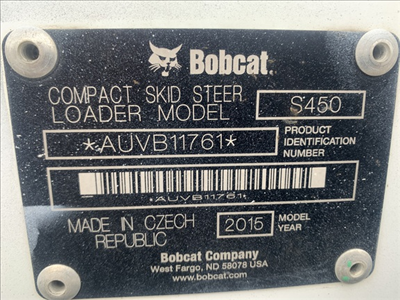 Bobcat.
COMPACT SKID STEER
LOADER MODEL
S450
*AUVB11761*
PRODUCT
IDENTIFICATION
NUMBER
*AUVB11761*
MADE IN CZECH
REPUBLIC
2015
MODEL
YEAR
Bobcat Company
West Fargo, ND 58078 USA
www.bobcat.com